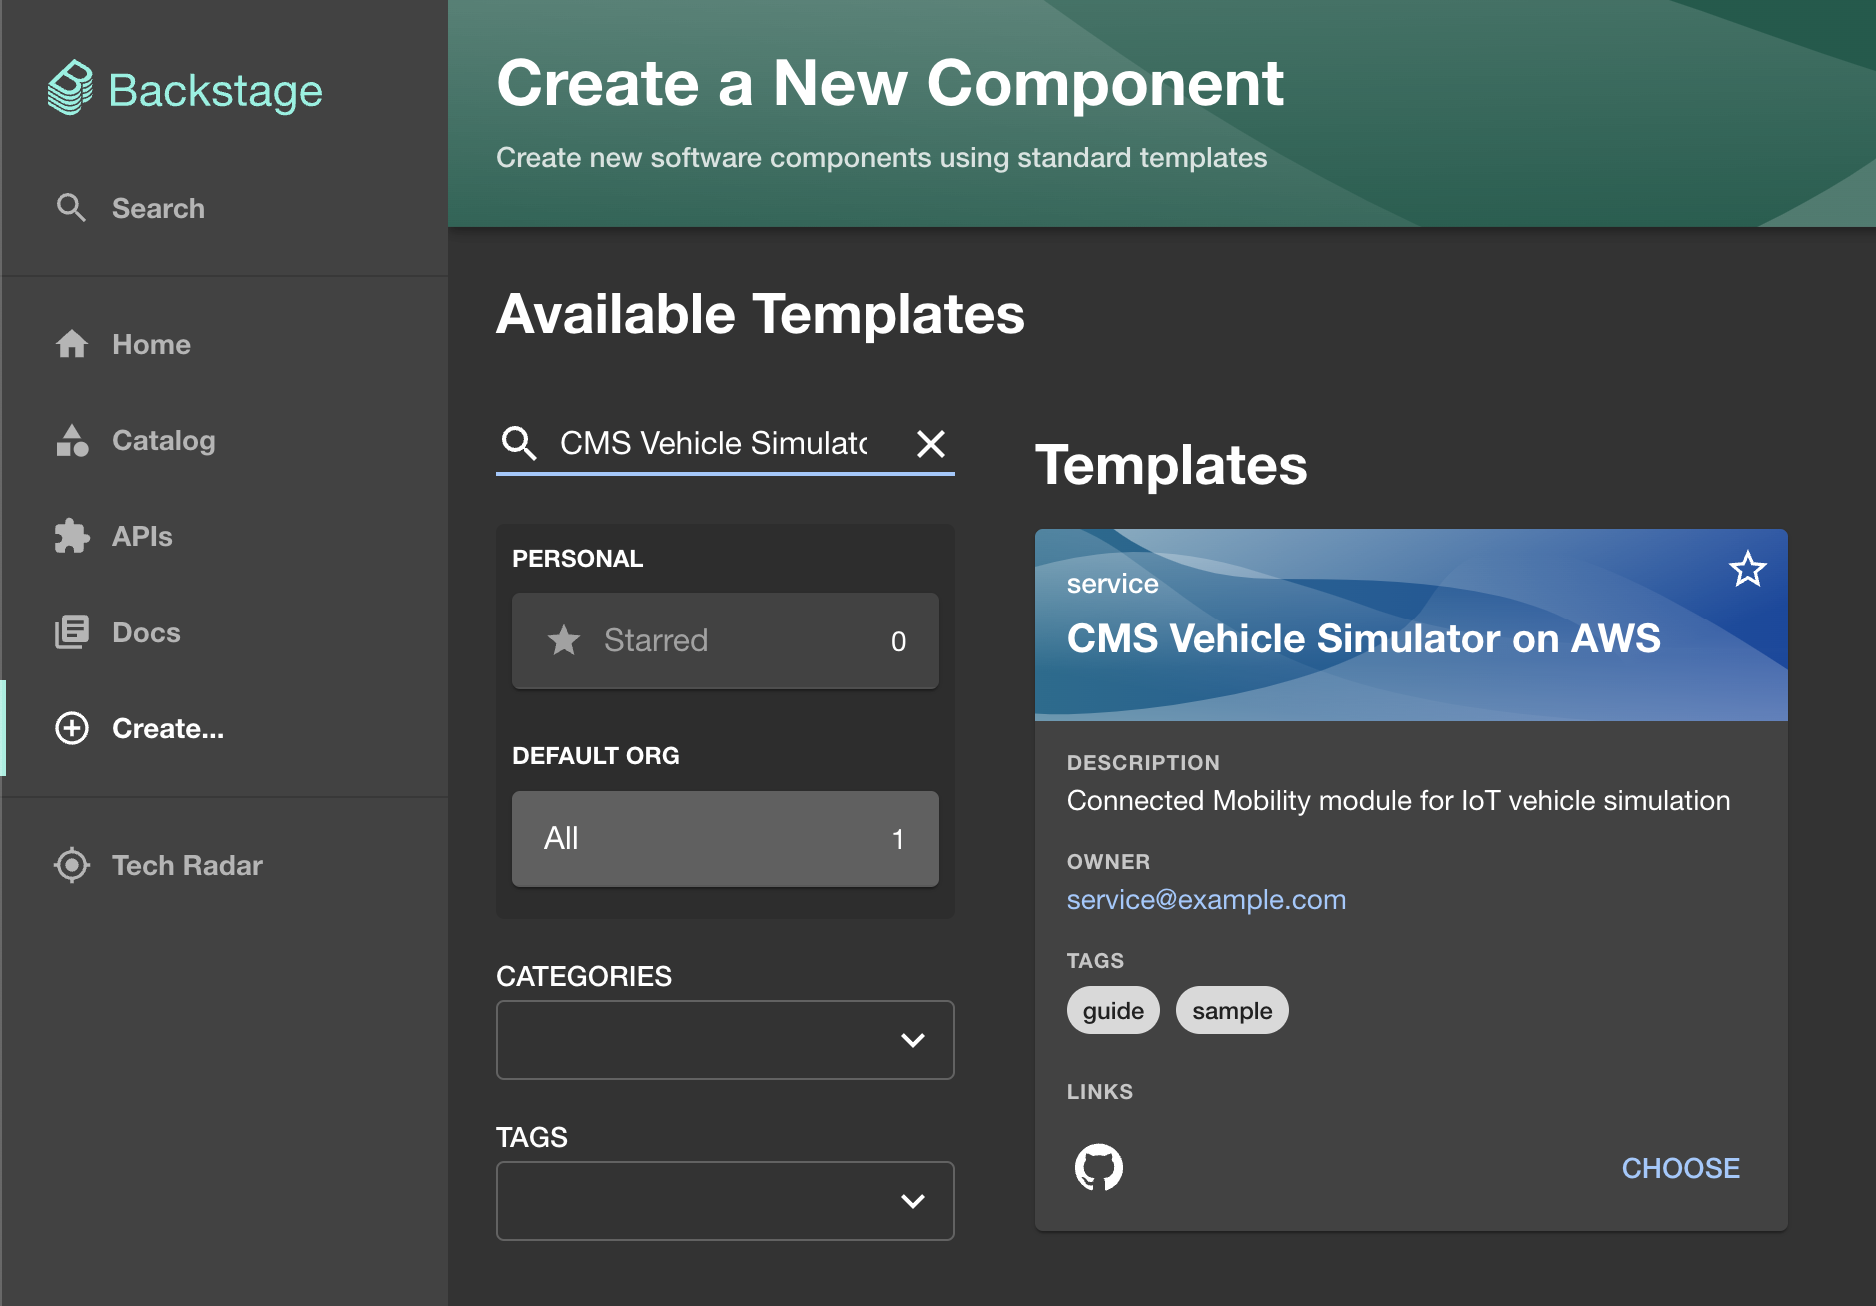 Backstage
Search
Home
Catalog
APIs
Docs
Create...
Tech Radar
Create a New Component
Create new software components using standard templates
Available Templates
CMS Vehicle Simulato
PERSONAL
Starred 0
DEFAULT ORG
All 1
CATEGORIES
TAGS
Templates
service
CMS Vehicle Simulator on AWS
DESCRIPTION
Connected Mobility module for IoT vehicle simulation
OWNER
service@example.com
TAGS
guide sample
LINKS
CHOOSE